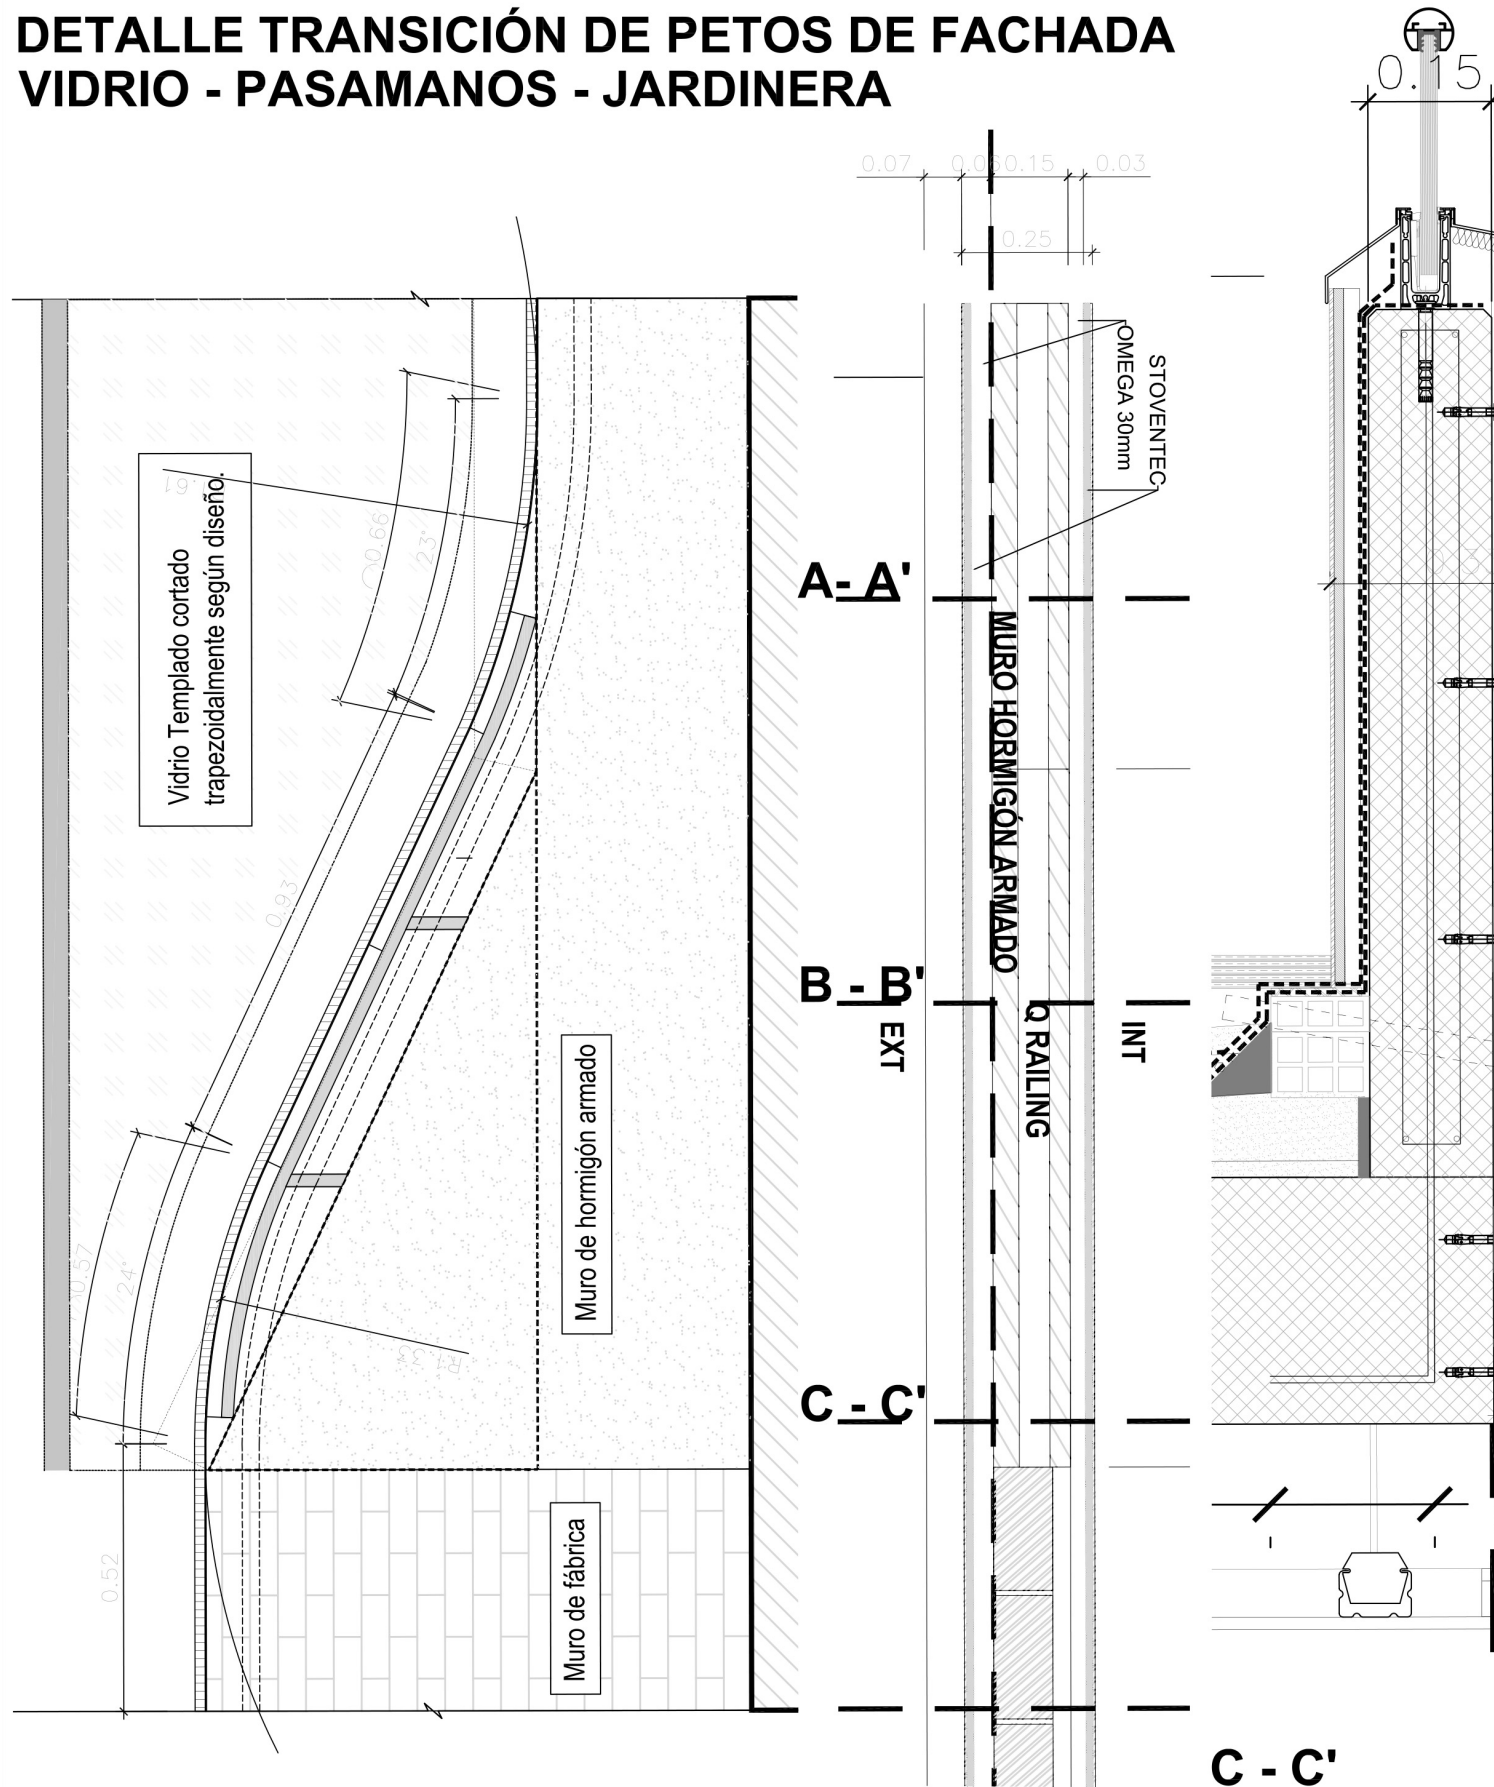 DETALLE TRANSICIÓN DE PETOS DE FACHADA
VIDRIO - PASAMANOS - JARDINERA
0.15
0.07
0.15
0.03
0.25
STOVENTEC
OMEGA 30mm
Vidrio Templado cortado
trapezoidalmente según diseño.
0.66
23°
A- A'
MURO HORMIGÓN ARMADO
0.93
B - B'
EXT
Q RAILING
INT
Muro de hormigón armado
0.57
24°
R1.33
C - C'
0.52
Muro de fábrica
C - C'